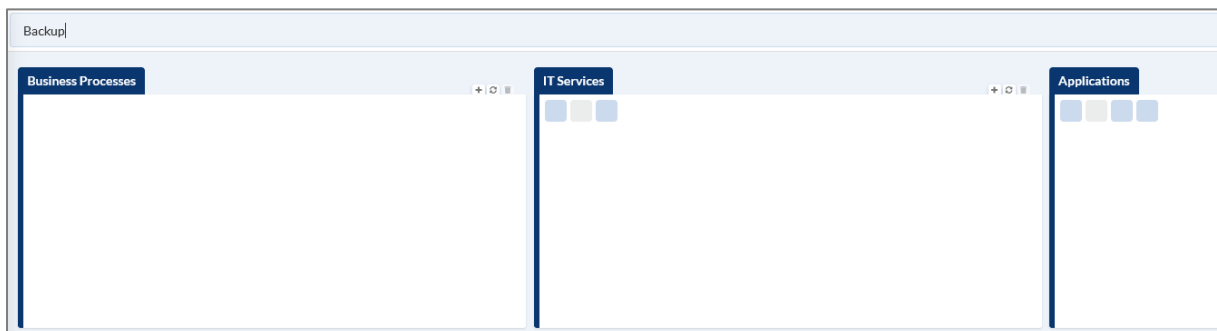 Backup
Business Processes
IT Services
Applications